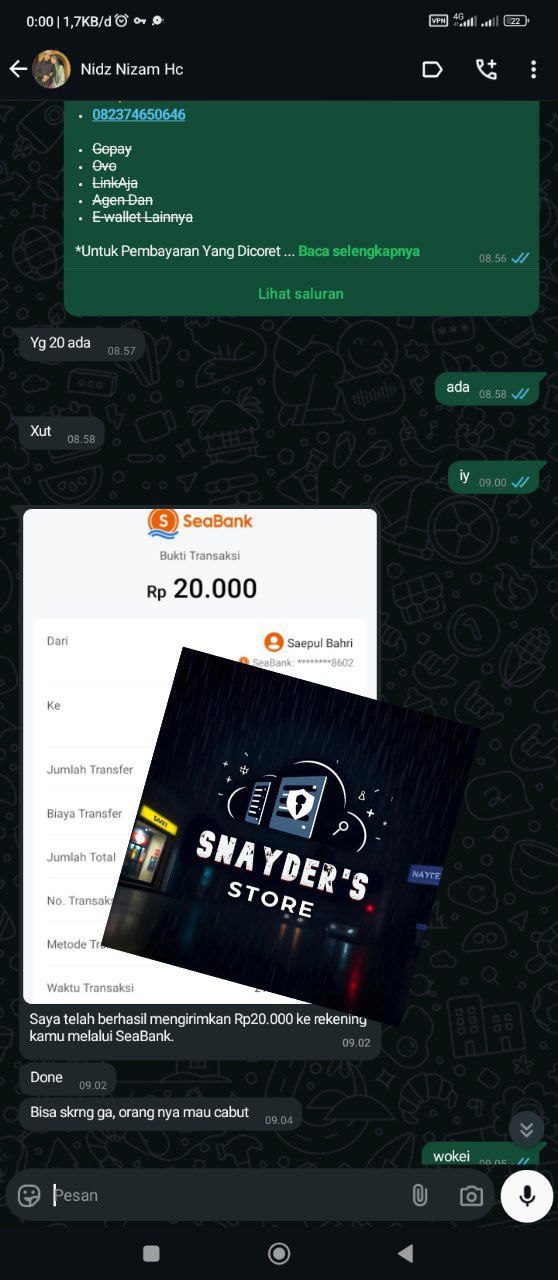 0:00 | 1,7KB/d
VPN 4G 22
Nidz Nizam Hc
082374650646
Gopay
Ovo
LinkAja
Agen Dan
E-wallet Lainnya
*Untuk Pembayaran Yang Dicoret ... Baca selengkapnya
08.56
Lihat saluran
Yg 20 ada
08.57
ada
08.58
Xut
08.58
iy
09.00
S SeaBank
Bukti Transaksi
Rp 20.000
Dari
Saepul Bahri
SeaBank: ********8602
Ke
Jumlah Transfer
Biaya Transfer
Jumlah Total
No. Transak
Metode Tr
Waktu Transaksi
SNAYDER'S
STORE
NAYTE
Saya telah berhasil mengirimkan Rp20.000 ke rekening
kamu melalui SeaBank.
09.02
Done
09.02
Bisa skrng ga, orang nya mau cabut
09.04
wokei
09.05
Pesan